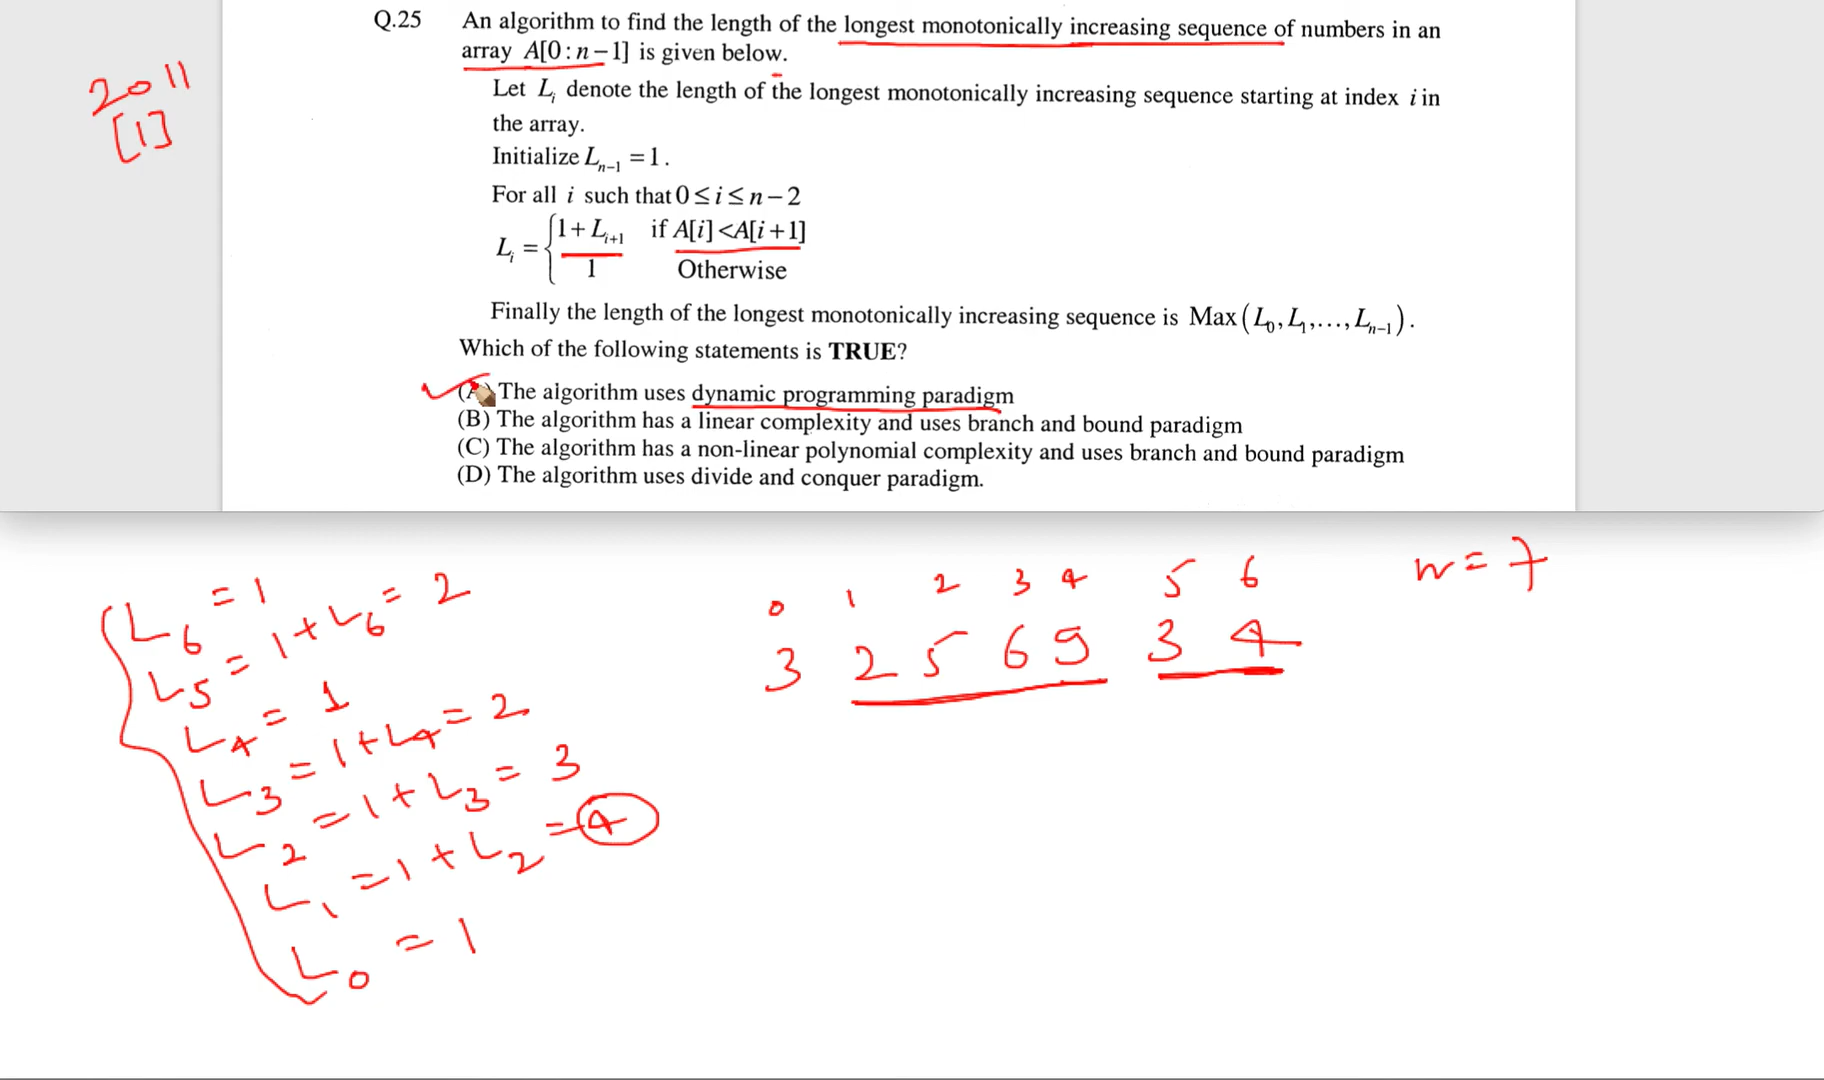 Q.25 An algorithm to find the length of the longest monotonically increasing sequence of numbers in an
array A[0 : n − 1] is given below.
2011
[1]
Let Lᵢ denote the length of the longest monotonically increasing sequence starting at index i in
the array.
Initialize Lₙ₋₁ = 1.
For all i such that 0 ≤ i ≤ n − 2
Lᵢ = { 1 + Lᵢ₊₁ if A[i] < A[i + 1]
1 Otherwise
Finally the length of the longest monotonically increasing sequence is Max (L₀, L₁, ..., Lₙ₋₁).
Which of the following statements is TRUE?
(A) The algorithm uses dynamic programming paradigm
(B) The algorithm has a linear complexity and uses branch and bound paradigm
(C) The algorithm has a non-linear polynomial complexity and uses branch and bound paradigm
(D) The algorithm uses divide and conquer paradigm.
n = 7
0 1 2 3 4 5 6
3 2 5 6 9 3 4
L₆ = 1
L₅ = 1 + L₆ = 2
L₄ = 1
L₃ = 1 + L₄ = 2
L₂ = 1 + L₃ = 3
L₁ = 1 + L₂ = 4
L₀ = 1